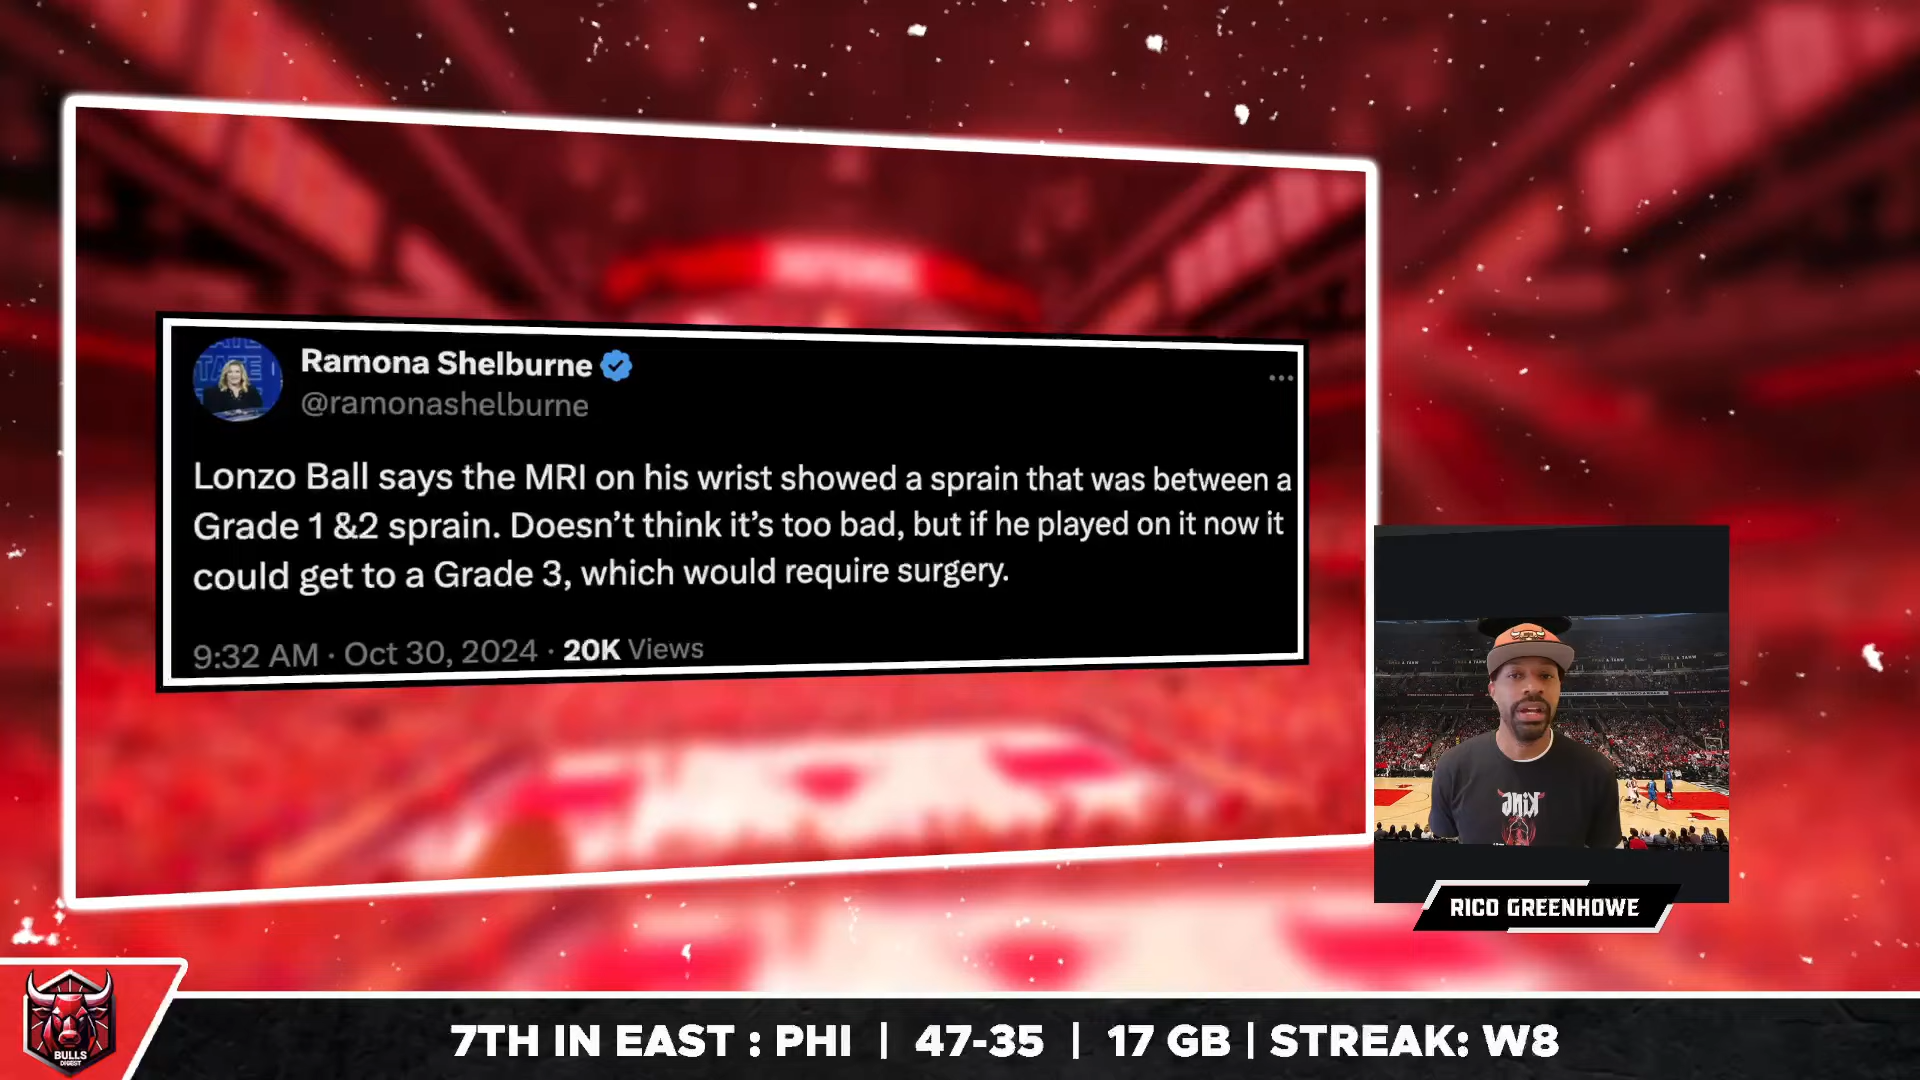 Ramona Shelburne
@ramonashelburne
Lonzo Ball says the MRI on his wrist showed a sprain that was between a
Grade 1 &2 sprain. Doesn’t think it’s too bad, but if he played on it now it
could get to a Grade 3, which would require surgery.
9:32 AM · Oct 30, 2024 · 20K Views
RICO GREENHOWE
BULLS
DIGEST
7TH IN EAST : PHI | 47-35 | 17 GB | STREAK: W8